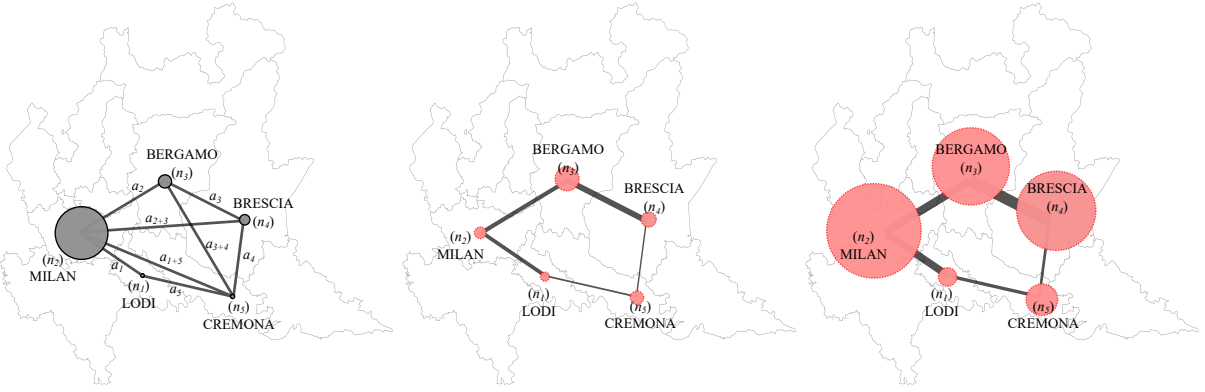 BERGAMO
(n3)
a2
a3
BRESCIA
(n4)
a2+3
a3+4
a4
a1+5
(n2)
MILAN
a1
(n1)
a5
LODI
(n5)
CREMONA
BERGAMO
(n3)
BRESCIA
(n4)
(n2)
MILAN
(n1)
LODI
(n5)
CREMONA
BERGAMO
(n3)
BRESCIA
(n4)
(n2)
MILAN
(n1)
LODI
(n5)
CREMONA